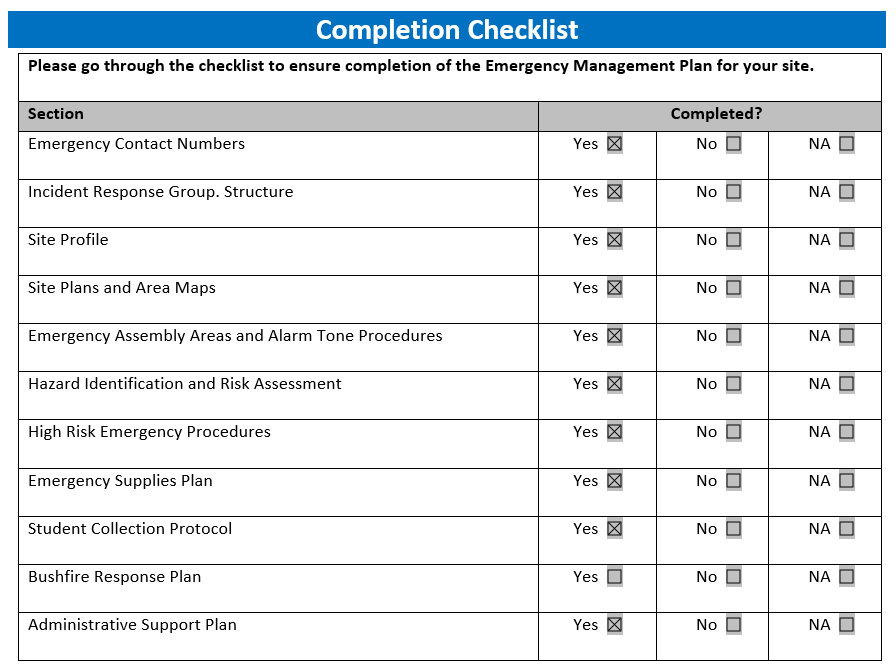 Completion Checklist
Please go through the checklist to ensure completion of the Emergency Management Plan for your site.
Section Completed?
Emergency Contact Numbers Yes ☒ No ☐ NA ☐
Incident Response Group. Structure Yes ☒ No ☐ NA ☐
Site Profile Yes ☒ No ☐ NA ☐
Site Plans and Area Maps Yes ☒ No ☐ NA ☐
Emergency Assembly Areas and Alarm Tone Procedures Yes ☒ No ☐ NA ☐
Hazard Identification and Risk Assessment Yes ☒ No ☐ NA ☐
High Risk Emergency Procedures Yes ☒ No ☐ NA ☐
Emergency Supplies Plan Yes ☒ No ☐ NA ☐
Student Collection Protocol Yes ☒ No ☐ NA ☐
Bushfire Response Plan Yes ☐ No ☐ NA ☐
Administrative Support Plan Yes ☒ No ☐ NA ☐